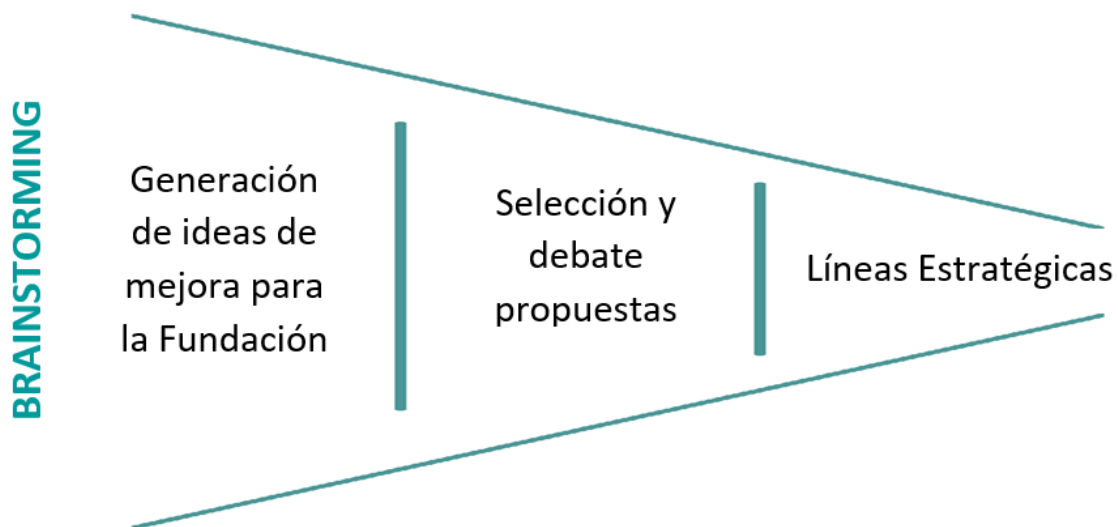 BRAINSTORMING
Generación
de ideas de
mejora para
la Fundación
Selección y
debate
propuestas
Líneas Estratégicas